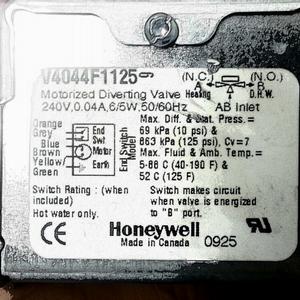 V4044F1125 9 (N.C.) A B (N.O.)
Motorized Diverting Valve Heating D.H.W.
240V, 0.04A, 6/5W, 50/60Hz AB Inlet
Orange Max. Diff. & Stat. Press=
Grey End 69 kPa (10 psi) &
Blue Swt 863 kPa (125 psi), Cv=7
Brown Motor Max. Fluid & Amb. Temp=
Yellow/ 5-88 C (40-190 F) &
Green Earth 52 C (125 F)
End Switch Model
Switch Rating : (when Switch makes circuit
included) when valve is energized
Hot water only. to "B" port.
CE Honeywell
Made in Canada 0925